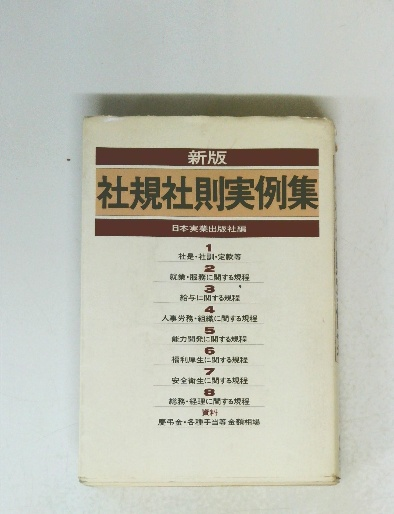 新版
社規社則実例集
日本実業出版社編
1
社是・社訓・定款等
2
就業・服務に関する規程
3
給与に関する規程
4
人事労務・組織に関する規程
5
能力開発に関する規程
6
福利厚生に関する規程
7
安全衛生に関する規程
8
総務・経理に関する規程
資料
慶弔金・各種手当等金額相場